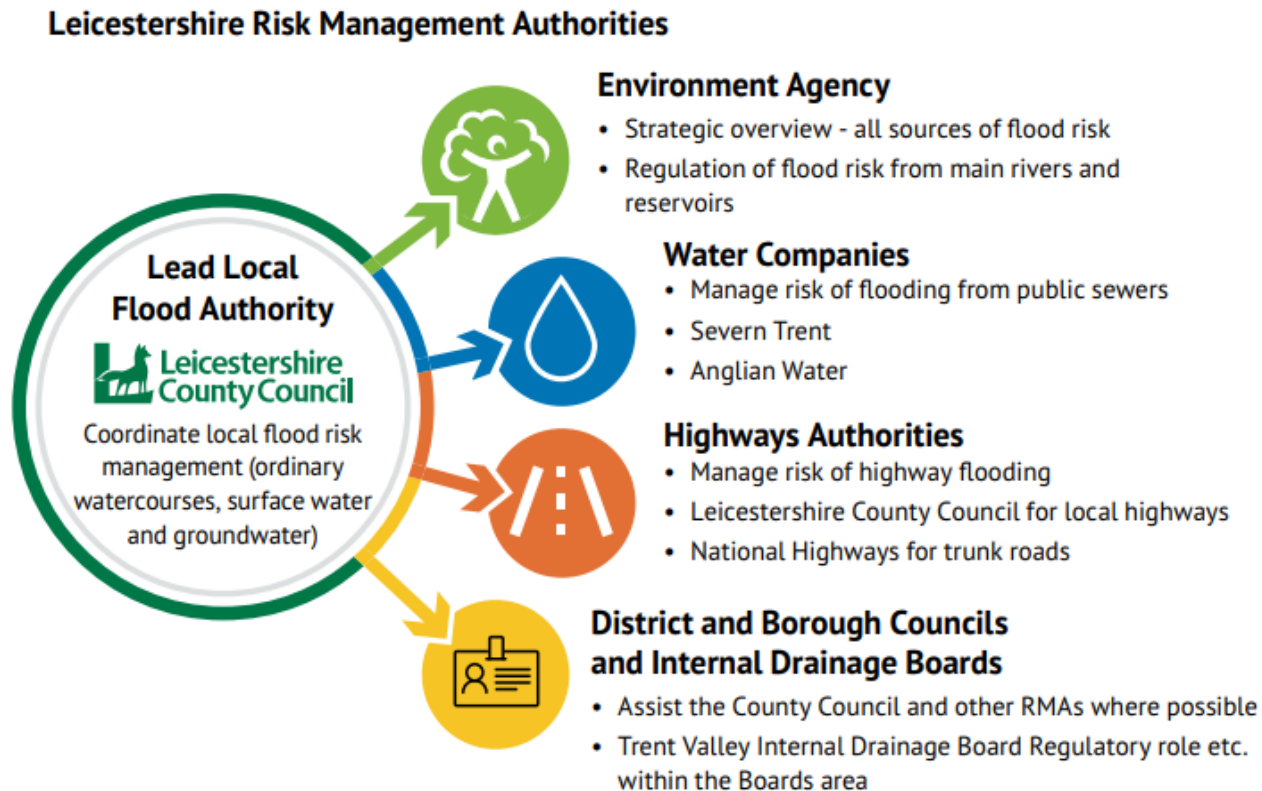 Leicestershire Risk Management Authorities
Environment Agency
• Strategic overview - all sources of flood risk
• Regulation of flood risk from main rivers and
reservoirs
Lead Local
Flood Authority
Leicestershire
County Council
Coordinate local flood risk
management (ordinary
watercourses, surface water
and groundwater)
Water Companies
• Manage risk of flooding from public sewers
• Severn Trent
• Anglian Water
Highways Authorities
• Manage risk of highway flooding
• Leicestershire County Council for local highways
• National Highways for trunk roads
District and Borough Councils
and Internal Drainage Boards
• Assist the County Council and other RMAs where possible
• Trent Valley Internal Drainage Board Regulatory role etc.
within the Boards area